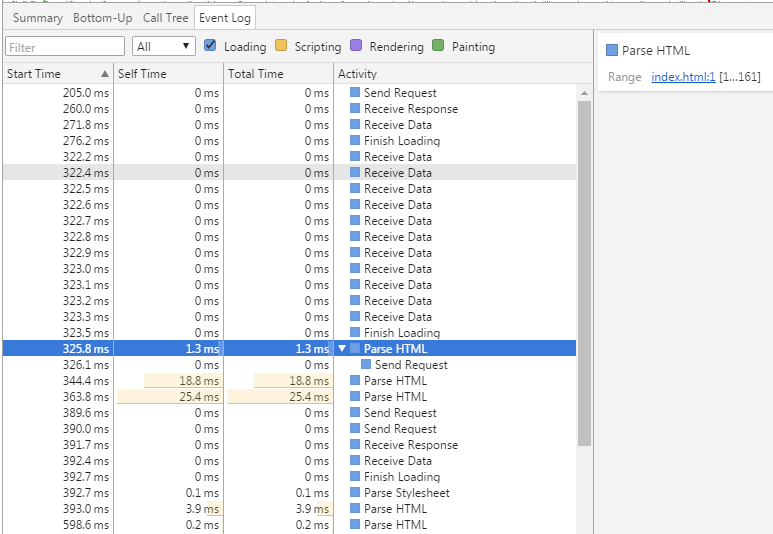 Summary Bottom-Up Call Tree Event Log
Filter All Loading Scripting Rendering Painting
Start Time Self Time Total Time Activity
205.0 ms 0 ms 0 ms Send Request
260.0 ms 0 ms 0 ms Receive Response
271.8 ms 0 ms 0 ms Receive Data
276.2 ms 0 ms 0 ms Finish Loading
322.2 ms 0 ms 0 ms Receive Data
322.4 ms 0 ms 0 ms Receive Data
322.5 ms 0 ms 0 ms Receive Data
322.6 ms 0 ms 0 ms Receive Data
322.7 ms 0 ms 0 ms Receive Data
322.8 ms 0 ms 0 ms Receive Data
322.9 ms 0 ms 0 ms Receive Data
323.0 ms 0 ms 0 ms Receive Data
323.1 ms 0 ms 0 ms Receive Data
323.2 ms 0 ms 0 ms Receive Data
323.3 ms 0 ms 0 ms Receive Data
323.5 ms 0 ms 0 ms Finish Loading
325.8 ms 1.3 ms 1.3 ms Parse HTML
326.1 ms 0 ms 0 ms Send Request
344.4 ms 18.8 ms 18.8 ms Parse HTML
363.8 ms 25.4 ms 25.4 ms Parse HTML
389.6 ms 0 ms 0 ms Send Request
390.0 ms 0 ms 0 ms Send Request
391.7 ms 0 ms 0 ms Receive Response
392.4 ms 0 ms 0 ms Receive Data
392.7 ms 0 ms 0 ms Finish Loading
392.7 ms 0.1 ms 0.1 ms Parse Stylesheet
393.0 ms 3.9 ms 3.9 ms Parse HTML
598.6 ms 0.2 ms 0.2 ms Parse HTML
Parse HTML
Range index.html:1 [1…161]